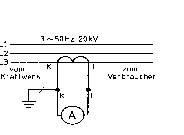 3~50Hz 20kV
L1
L2
L3
K l
vom
Kraftwerk
zum
Verbraucher
k l
A